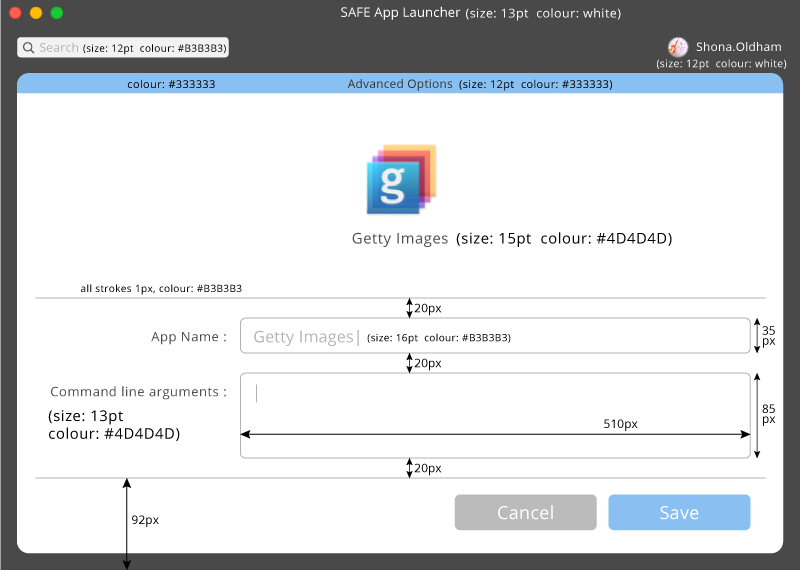 SAFE App Launcher (size: 13pt colour: white)
Search (size: 12pt colour: #B3B3B3)
Shona.Oldham
(size: 12pt colour: white)
colour: #333333
Advanced Options (size: 12pt colour: #333333)
g
Getty Images (size: 15pt colour: #4D4D4D)
all strokes 1px, colour: #B3B3B3
20px
App Name :
Getty Images| (size: 16pt colour: #B3B3B3)
35
px
20px
Command line arguments :
(size: 13pt
colour: #4D4D4D)
85
px
510px
20px
92px
Cancel
Save